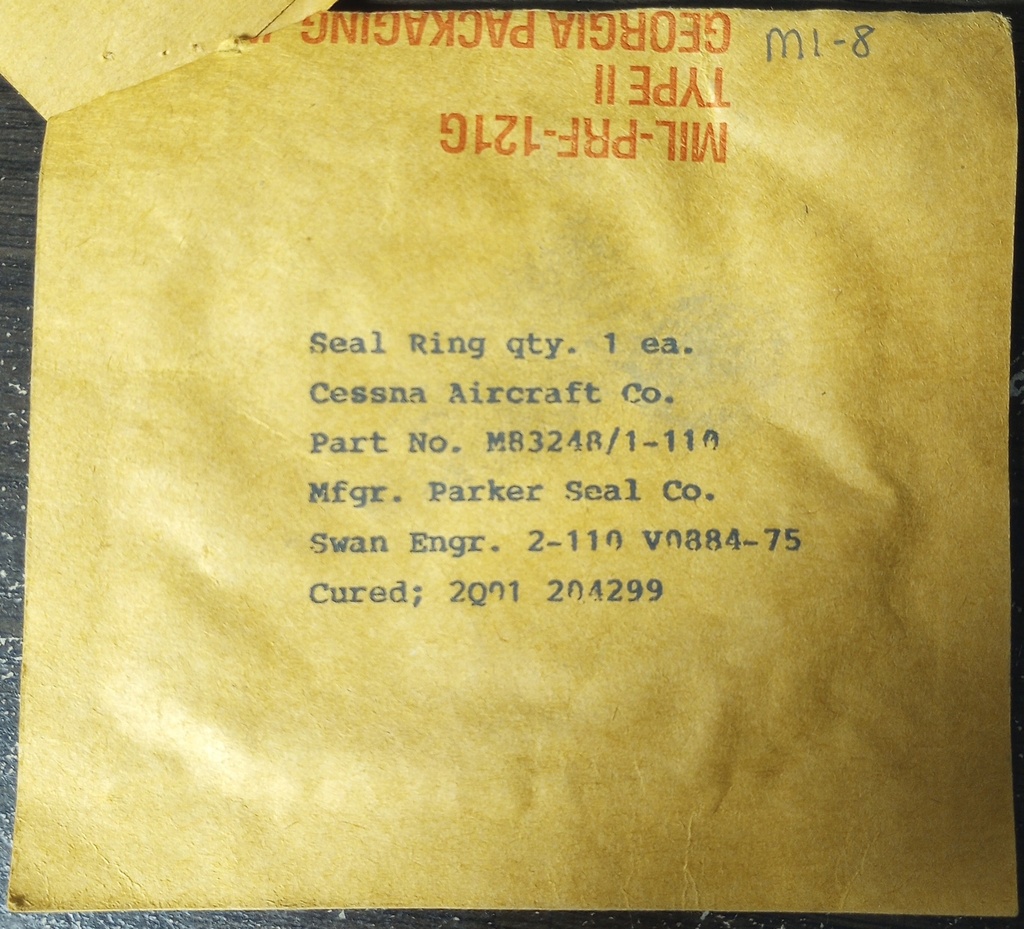 M1-8
GEORGIA PACKAGING
TYPE II
MIL-PRF-121G
Seal Ring qty. 1 ea.
Cessna Aircraft Co.
Part No. M83248/1-110
Mfgr. Parker Seal Co.
Swan Engr. 2-110 V0884-75
Cured; 2Q01 204299